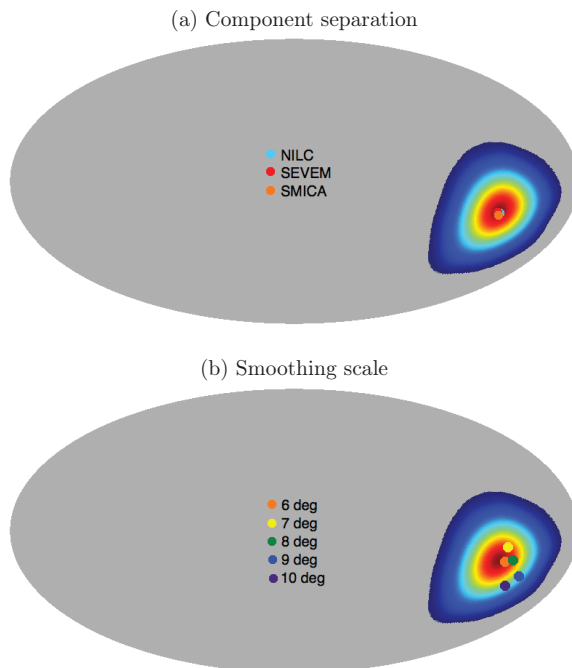 (a) Component separation
NILC
SEVEM
SMICA
(b) Smoothing scale
6 deg
7 deg
8 deg
9 deg
10 deg